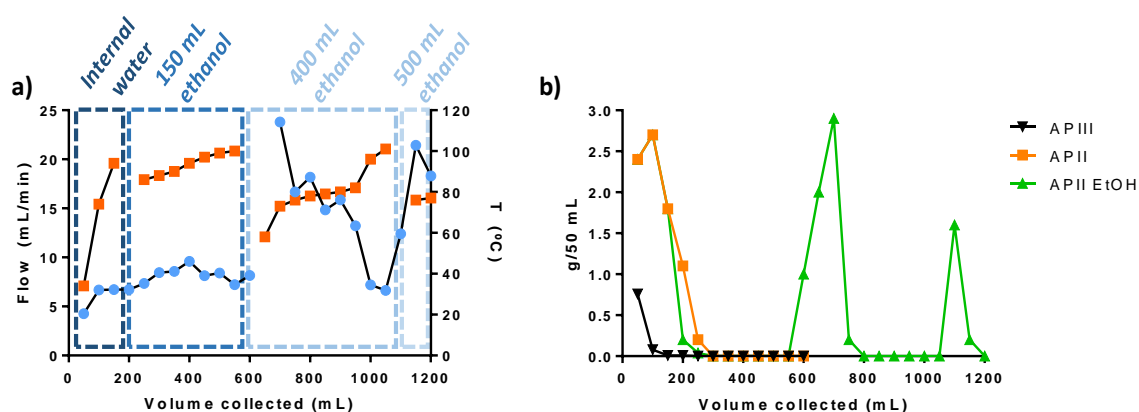 Internal
water
150 mL
ethanol
400 mL
ethanol
500 mL
ethanol
a)
25
20
15
10
5
0
Flow (mL/min)
120
100
80
60
40
20
0
T (ºC)
0 200 400 600 800 1000 1200
Volume collected (mL)
b)
3.0
2.5
2.0
1.5
1.0
0.5
0.0
g/50 mL
0 200 400 600 800 1000 1200
Volume collected (mL)
APIII
APII
APII EtOH